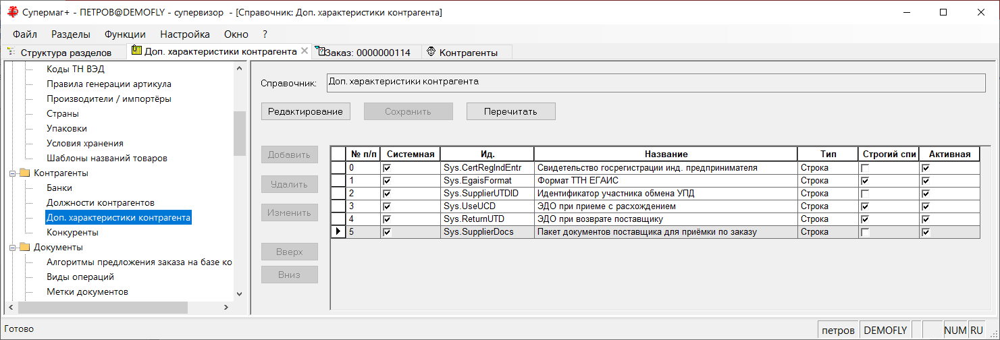 Супермаг+ - ПЕТРОВ@DEMOFLY - супервизор - [Справочник: Доп. характеристики контрагента]
Файл Разделы Функции Настройка Окно ?
Структура разделов Доп. характеристики контрагента Заказ: 0000000114 Контрагенты
Коды ТН ВЭД
Правила генерации артикула
Производители / импортёры
Страны
Упаковки
Условия хранения
Шаблоны названий товаров
Контрагенты
Банки
Должности контрагентов
Доп. характеристики контрагента
Конкуренты
Документы
Алгоритмы предложения заказа на базе ко
Виды операций
Метки документов
Справочник: Доп. характеристики контрагента
Редактирование Сохранить Перечитать
Добавить
Удалить
Изменить
Вверх
Вниз
№ п/п Системная Ид. Название Тип Строгий спи Активная
0 Sys.CertRegIndEntr Свидетельство госрегистрации инд. предпринимателя Строка
1 Sys.EgaisFormat Формат ТТН ЕГАИС Строка
2 Sys.SupplierUTDID Идентификатор участника обмена УПД Строка
3 Sys.UseUCD ЭДО при приеме с расхождением Строка
4 Sys.ReturnUTD ЭДО при возврате поставщику Строка
5 Sys.SupplierDocs Пакет документов поставщика для приёмки по заказу Строка
Готово петров DEMOFLY NUM RU